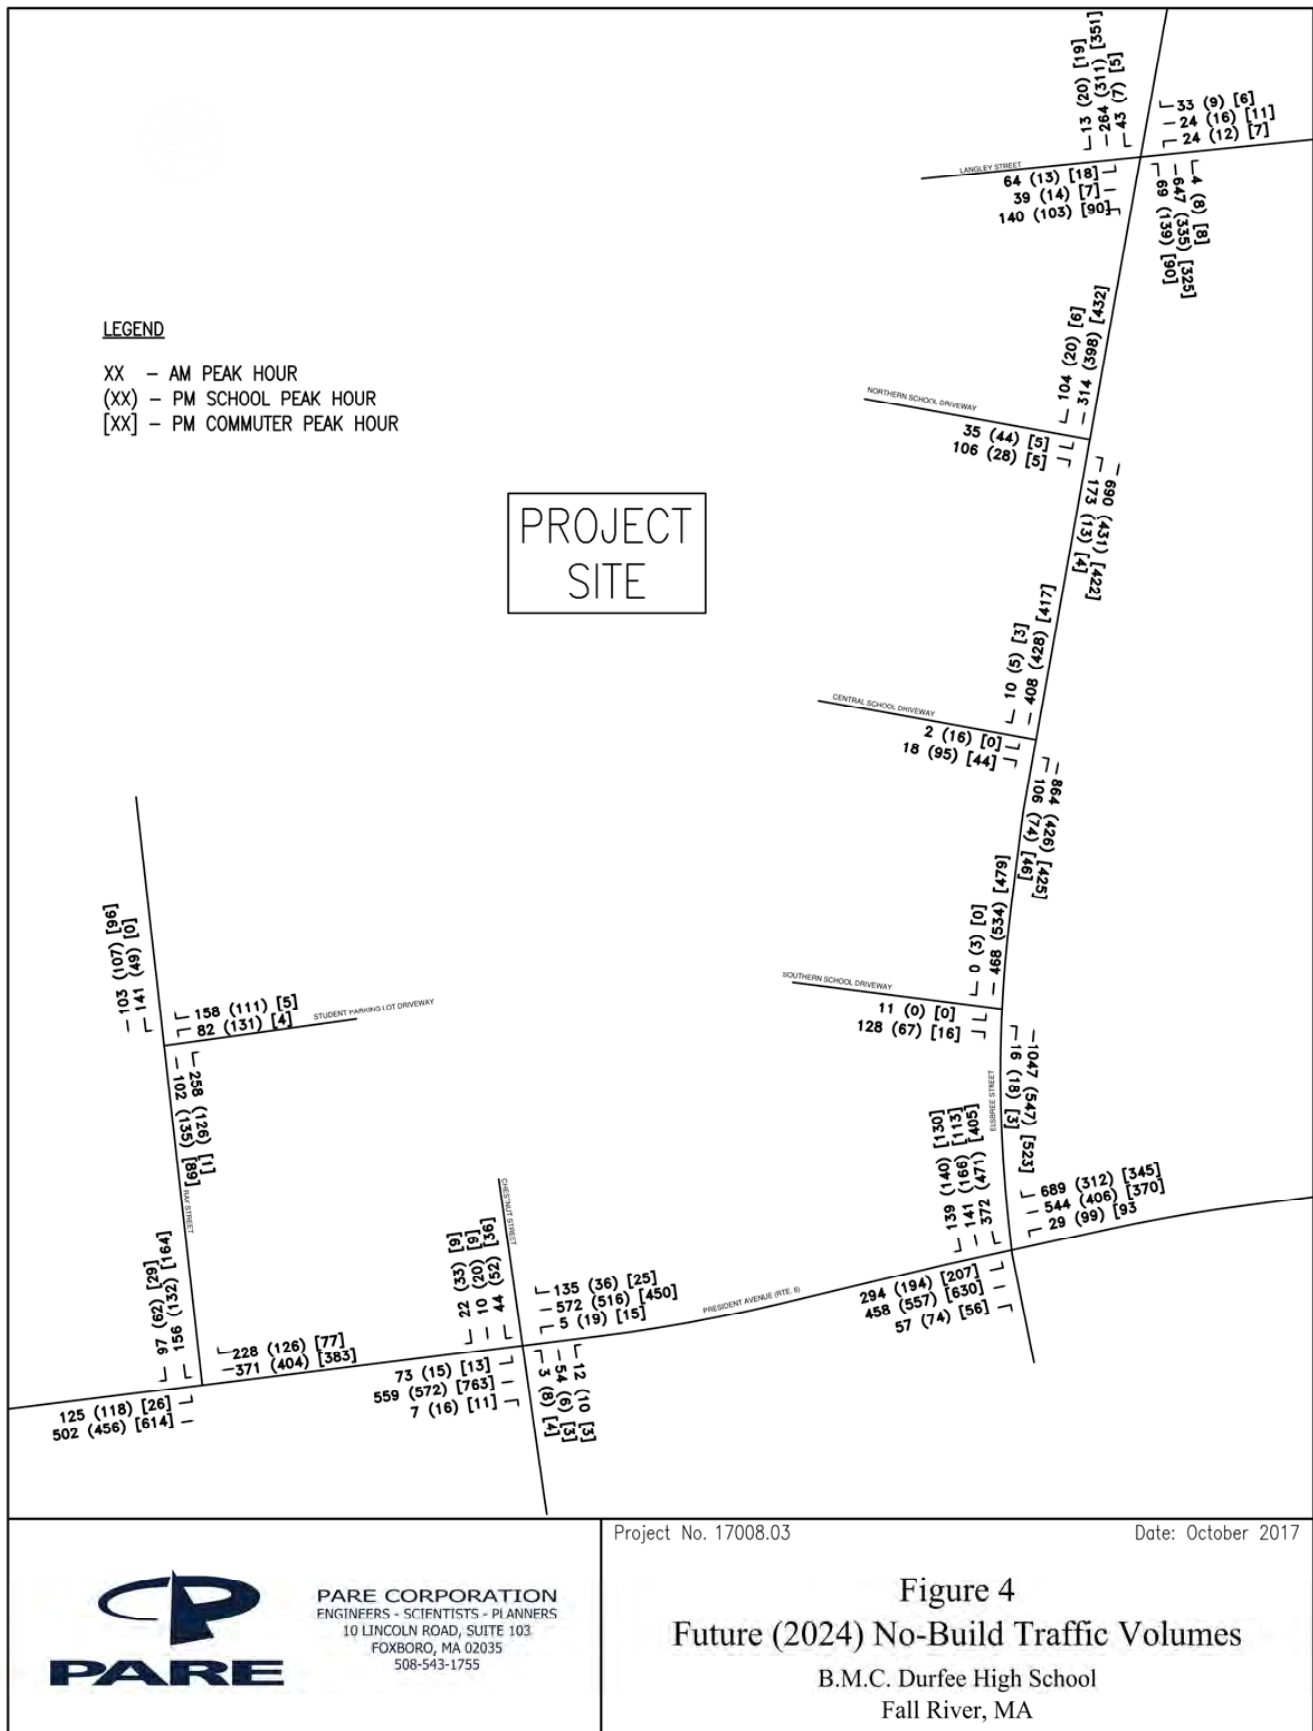 13 (20) [19]
264 (311) [351]
43 (7) [5]
33 (9) [6]
24 (16) [11]
24 (12) [7]
LANGLEY STREET
64 (13) [18]
39 (14) [7]
140 (103) [90]
4 (8) [8]
647 (335) [325]
69 (139) [90]
LEGEND
XX – AM PEAK HOUR
(XX) – PM SCHOOL PEAK HOUR
[XX] – PM COMMUTER PEAK HOUR
104 (20) [6]
314 (398) [432]
NORTHERN SCHOOL DRIVEWAY
35 (44) [5]
106 (28) [5]
690 (431) [422]
173 (13) [4]
PROJECT
SITE
10 (5) [3]
408 (428) [417]
CENTRAL SCHOOL DRIVEWAY
2 (16) [0]
18 (95) [44]
864 (426) [425]
106 (74) [46]
0 (3) [0]
468 (534) [479]
SOUTHERN SCHOOL DRIVEWAY
11 (0) [0]
128 (67) [16]
1047 (547) [523]
16 (18) [3]
ELSBREE STREET
103 (107) [96]
141 (49) [0]
158 (111) [5]
82 (131) [4]
STUDENT PARKING LOT DRIVEWAY
258 (126) [1]
102 (135) [89]
RAY STREET
139 (140) [130]
141 (166) [113]
372 (471) [405]
689 (312) [345]
544 (406) [370]
29 (99) [93
294 (194) [207]
458 (557) [630]
57 (74) [56]
PRESIDENT AVENUE (RTE. 6)
CHESTNUT STREET
22 (33) [9]
10 (20) [9]
44 (52) [36]
135 (36) [25]
572 (516) [450]
5 (19) [15]
73 (15) [13]
559 (572) [763]
7 (16) [11]
12 (10) [3]
54 (6) [3]
3 (8) [4]
97 (62) [29]
156 (132) [164]
228 (126) [77]
371 (404) [383]
125 (118) [26]
502 (456) [614]
Project No. 17008.03
Date: October 2017
PARE
PARE CORPORATION
ENGINEERS - SCIENTISTS - PLANNERS
10 LINCOLN ROAD, SUITE 103
FOXBORO, MA 02035
508-543-1755
Figure 4
Future (2024) No-Build Traffic Volumes
B.M.C. Durfee High School
Fall River, MA